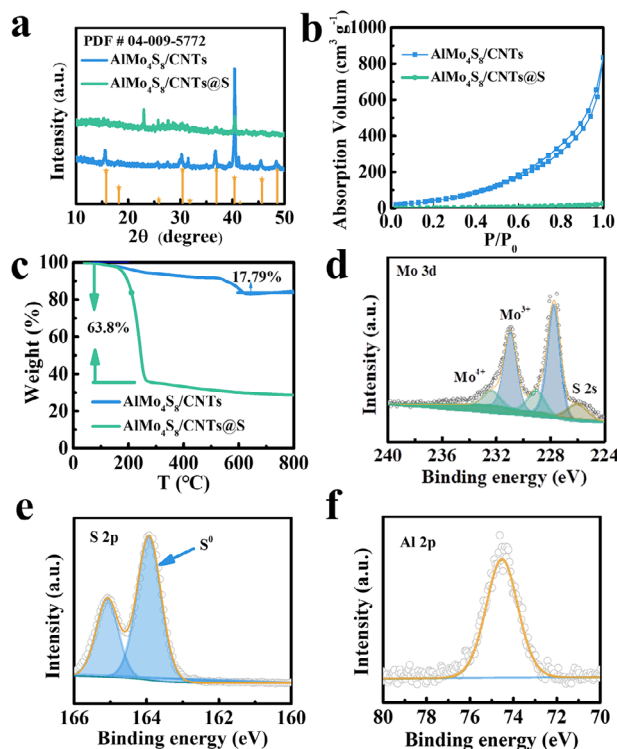 a
PDF # 04-009-5772
AlMo₄S₈/CNTs
AlMo₄S₈/CNTs@S
Intensity (a.u.)
10 20 30 40 50
2θ (degree)
b
AlMo₄S₈/CNTs
AlMo₄S₈/CNTs@S
Absorption Volum (cm³ g⁻¹)
1000
800
600
400
200
0
0.0 0.2 0.4 0.6 0.8 1.0
P/P₀
c
100
80
60
40
20
0
Weight (%)
17.79%
63.8%
AlMo₄S₈/CNTs
AlMo₄S₈/CNTs@S
0 200 400 600 800
T (°C)
d
Mo 3d
Mo³⁺
Mo⁴⁺
S 2s
Intensity (a.u.)
240 236 231 228 224
Binding energy (eV)
e
S 2p
S⁰
Intensity (a.u.)
166 164 162 160
Binding energy (eV)
f
Al 2p
Intensity (a.u.)
80 78 76 74 72 70
Binding energy (eV)